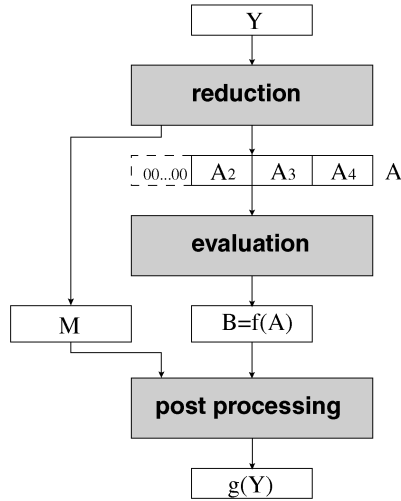 Y
reduction
00...00 A2 A3 A4 A
evaluation
M B=f(A)
post processing
g(Y)